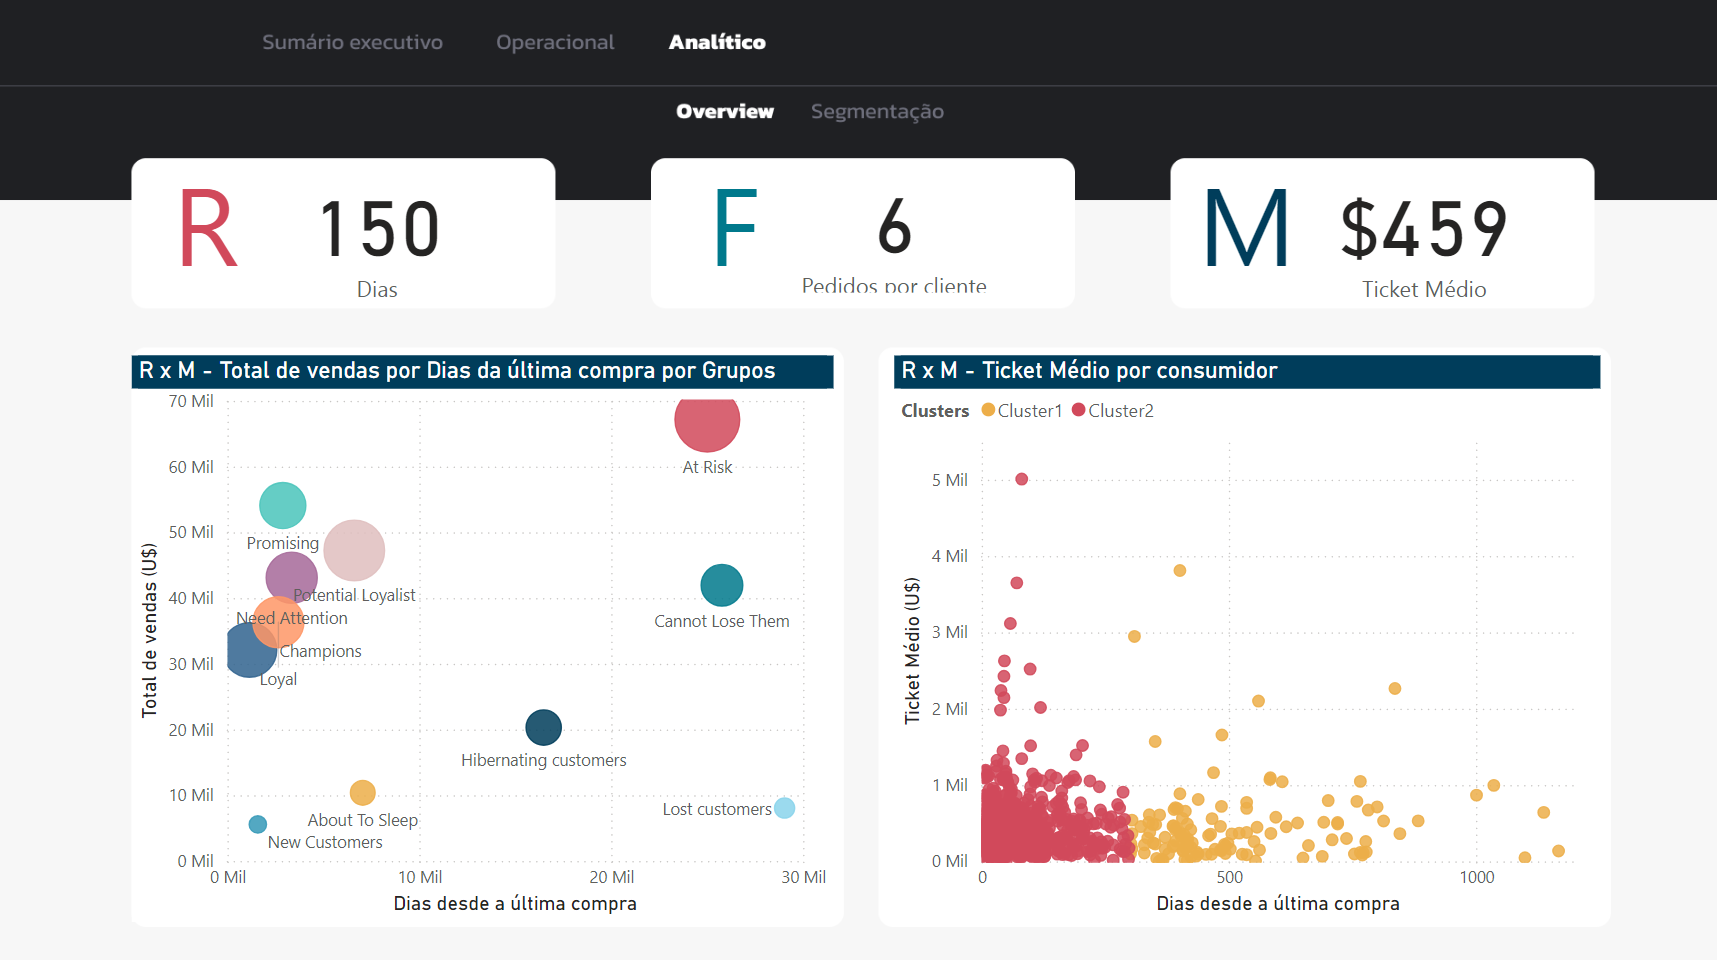 Sumário executivo Operacional Analítico
Overview Segmentação
R 150
Dias
F 6
Pedidos por cliente
M $459
Ticket Médio
R x M - Total de vendas por Dias da última compra por Grupos
70 Mil
60 Mil
50 Mil
40 Mil
30 Mil
20 Mil
10 Mil
0 Mil
Total de vendas (U$)
At Risk
Promising
Potencial Loyalist
Need Attention
Cannot Lose Them
Champions
Loyal
Hibernating customers
Lost customers
About To Sleep
New Customers
0 Mil 10 Mil 20 Mil 30 Mil
Dias desde a última compra
R x M - Ticket Médio por consumidor
Clusters Cluster1 Cluster2
5 Mil
4 Mil
3 Mil
2 Mil
1 Mil
0 Mil
Ticket Médio (U$)
0 500 1000
Dias desde a última compra